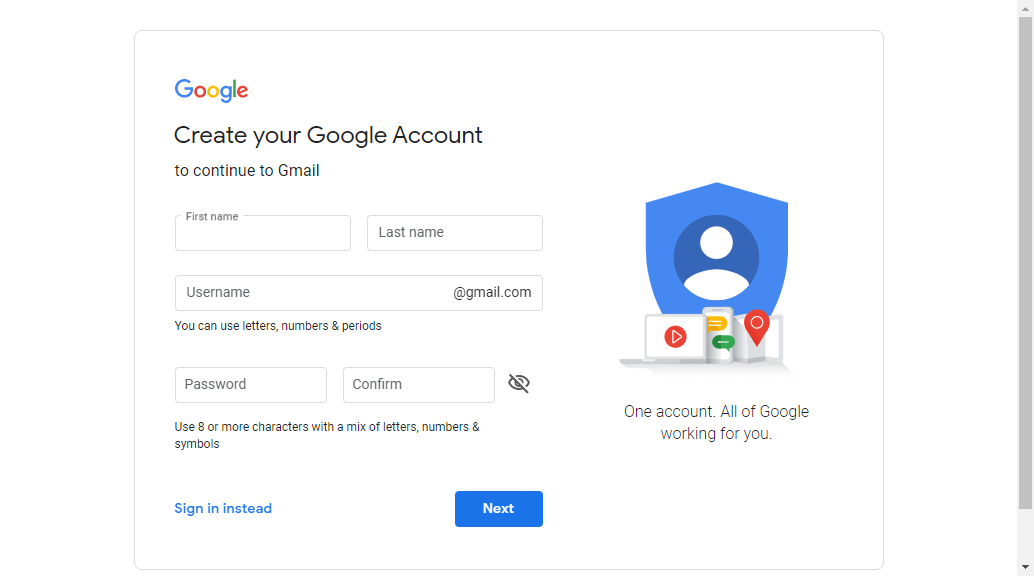 Google
Create your Google Account
to continue to Gmail
First name
Last name
Username @gmail.com
You can use letters, numbers & periods
Password
Confirm
Use 8 or more characters with a mix of letters, numbers &
symbols
Sign in instead
Next
One account. All of Google
working for you.